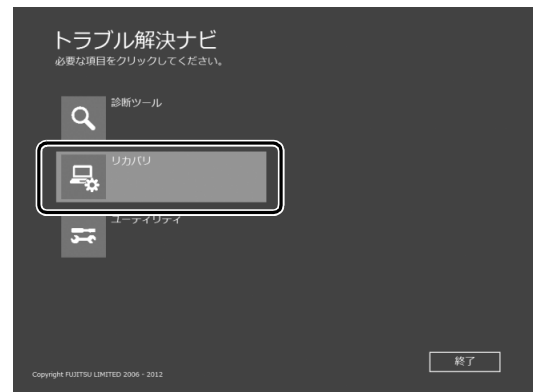 トラブル解決ナビ
必要な項目をクリックしてください。
診断ツール
リカバリ
ユーティリティ
終了
Copyright FUJITSU LIMITED 2006 - 2012